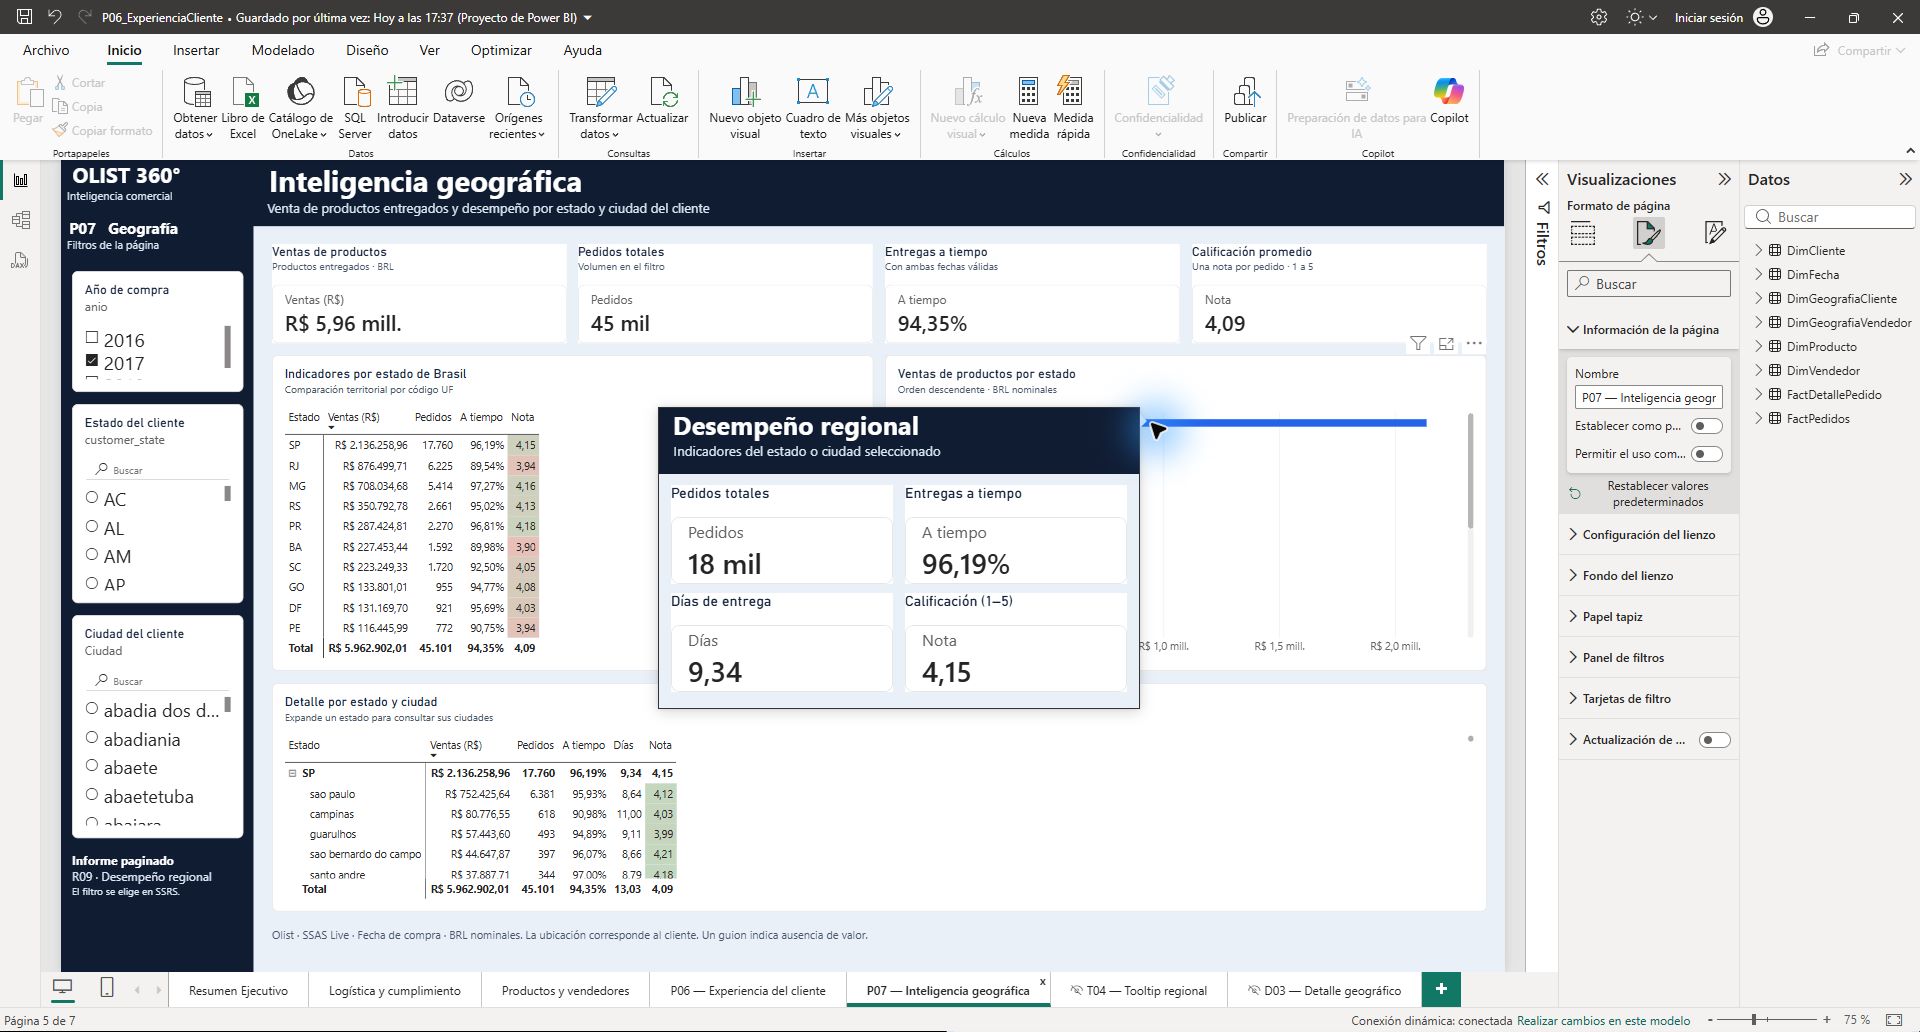 P06_ExperienciaCliente • Guardado por última vez: Hoy a las 17:37 (Proyecto de Power BI)
Iniciar sesión
Archivo Inicio Insertar Modelado Diseño Ver Optimizar Ayuda
Compartir
Pegar
Cortar
Copia
Copiar formato
Portapapeles
Obtener datos
Libro de Excel
Catálogo de OneLake
SQL Server
Introducir datos
Dataverse
Orígenes recientes
Datos
Transformar datos
Actualizar
Consultas
Nuevo objeto visual
Cuadro de texto
Más objetos visuales
Insertar
Nuevo cálculo visual
Nueva medida
Medida rápida
Cálculos
Confidencialidad
Confidencialidad
Publicar
Compartir
Preparación de datos para IA
Copilot
Copilot
OLIST 360°
Inteligencia comercial
P07 Geografía
Filtros de la página
Año de compra
anio
2016
2017
Estado del cliente
customer_state
Buscar
AC
AL
AM
AP
Ciudad del cliente
Ciudad
Buscar
abadia dos d...
abadiania
abaete
abaetetuba
Informe paginado
R09 · Desempeño regional
El filtro se elige en SSRS.
Inteligencia geográfica
Venta de productos entregados y desempeño por estado y ciudad del cliente
Ventas de productos
Productos entregados · BRL
Ventas (R$)
R$ 5,96 mill.
Pedidos totales
Volumen en el filtro
Pedidos
45 mil
Entregas a tiempo
Con ambas fechas válidas
A tiempo
94,35%
Calificación promedio
Una nota por pedido · 1 a 5
Nota
4,09
Indicadores por estado de Brasil
Comparación territorial por código UF
Estado Ventas (R$) Pedidos A tiempo Nota
SP R$ 2.136.258,96 17.760 96,19% 4,15
RJ R$ 876.499,71 6.225 89,54% 3,94
MG R$ 708.034,68 5.414 97,27% 4,16
RS R$ 350.792,78 2.661 95,02% 4,13
PR R$ 287.424,81 2.270 96,81% 4,18
BA R$ 227.453,44 1.592 89,98% 3,90
SC R$ 223.249,33 1.720 92,50% 4,05
GO R$ 133.801,01 955 94,77% 4,08
DF R$ 131.169,70 921 95,69% 4,03
PE R$ 116.445,99 772 90,75% 3,94
Total R$ 5.962.902,01 45.101 94,35% 4,09
Ventas de productos por estado
Orden descendente · BRL nominales
R$ 1,0 mill. R$ 1,5 mill. R$ 2,0 mill.
Desempeño regional
Indicadores del estado o ciudad seleccionado
Pedidos totales
Pedidos
18 mil
Entregas a tiempo
A tiempo
96,19%
Días de entrega
Días
9,34
Calificación (1–5)
Nota
4,15
Detalle por estado y ciudad
Expande un estado para consultar sus ciudades
Estado Ventas (R$) Pedidos A tiempo Días Nota
SP R$ 2.136.258,96 17.760 96,19% 9,34 4,15
sao paulo R$ 752.425,64 6.381 95,93% 8,64 4,12
campinas R$ 80.776,55 618 90,98% 11,00 4,03
guarulhos R$ 57.443,60 493 94,89% 9,11 3,99
sao bernardo do campo R$ 44.647,87 397 96,07% 8,66 4,21
santo andre R$ 37.887,71 344 97,00% 8,79 4,18
Total R$ 5.962.902,01 45.101 94,35% 13,03 4,09
Olist · SSAS Live · Fecha de compra · BRL nominales. La ubicación corresponde al cliente. Un guion indica ausencia de valor.
Filtros
Visualizaciones
Formato de página
Buscar
Información de la página
Nombre
P07 — Inteligencia geogr
Establecer como p...
Permitir el uso com...
Restablecer valores predeterminados
Configuración del lienzo
Fondo del lienzo
Papel tapiz
Panel de filtros
Tarjetas de filtro
Actualización de ...
Datos
Buscar
DimCliente
DimFecha
DimGeografiaCliente
DimGeografiaVendedor
DimProducto
DimVendedor
FactDetallePedido
FactPedidos
Resumen Ejecutivo
Logística y cumplimiento
Productos y vendedores
P06 — Experiencia del cliente
P07 — Inteligencia geográfica
T04 — Tooltip regional
D03 — Detalle geográfico
Página 5 de 7
Conexión dinámica: conectada Realizar cambios en este modelo
75 %